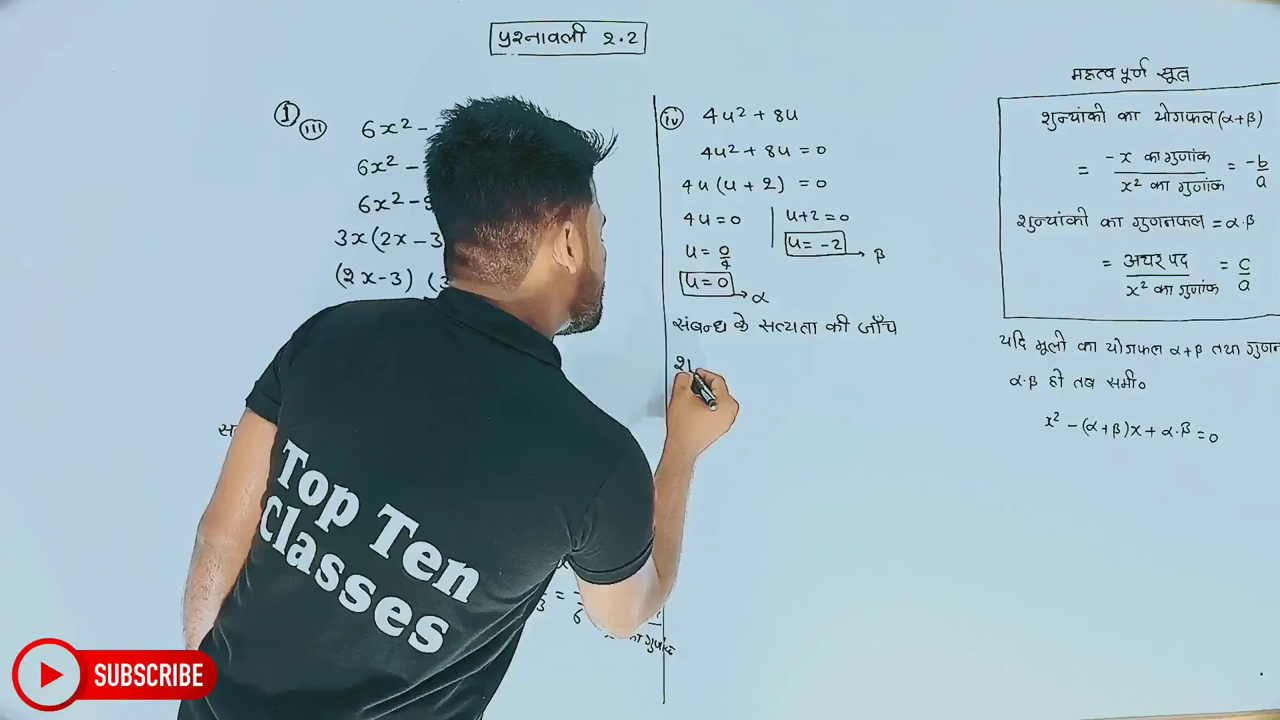 प्रश्नावली 2.2
I iii 6x² -
6x² -
6x² - 9
3x(2x - 3
(2x-3) (3
iv 4u² + 8u
4u² + 8u = 0
4u(u + 2) = 0
4u = 0 | u+2 = 0
u = 0/4 u = -2 → β
u = 0 → α
संबन्ध के सत्यता की जाँच
महत्वपूर्ण सूत्र
शुन्यांको का योगफल (α+β)
= -x का गुणांक / x² का गुणांक = -b/a
शुन्यांको का गुणनफल = α·β
= अचर पद / x² का गुणांक = c/a
यदि मूलो का योगफल α+β तथा गुणन
α·β हो तब समी०
x² - (α+β)x + α·β = 0
Top Ten
Classes
SUBSCRIBE